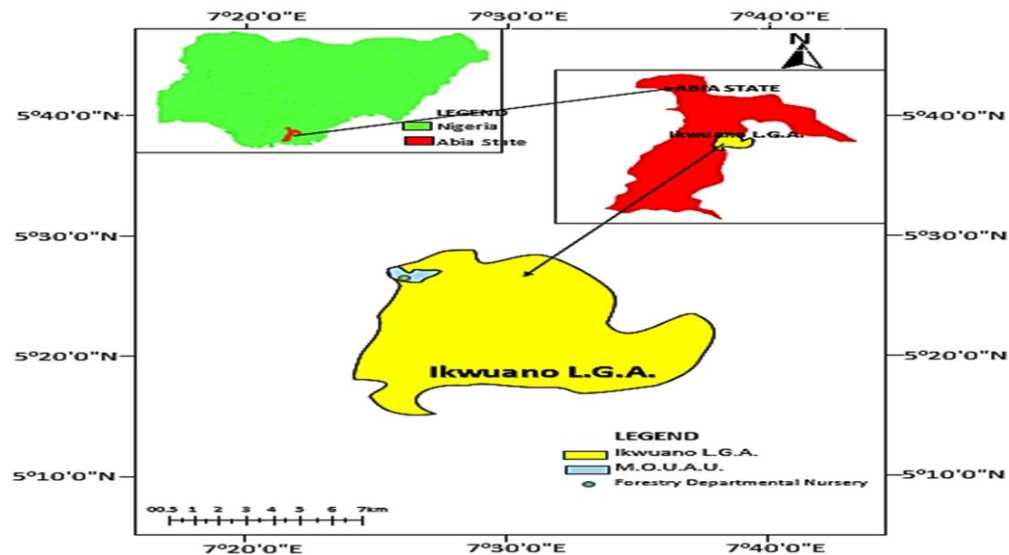 7°20'0"E 7°30'0"E 7°40'0"E
N
LEGEND
Nigeria
Abia State
ABIA STATE
Ikwuano L.G.A.
5°40'0"N 5°40'0"N
5°30'0"N 5°30'0"N
5°20'0"N 5°20'0"N
Ikwuano L.G.A.
LEGEND
Ikwuano L.G.A.
M.O.U.A.U.
Forestry Departmental Nursery
5°10'0"N 5°10'0"N
00.5 1 2 3 4 5 6 7km
7°20'0"E 7°30'0"E 7°40'0"E